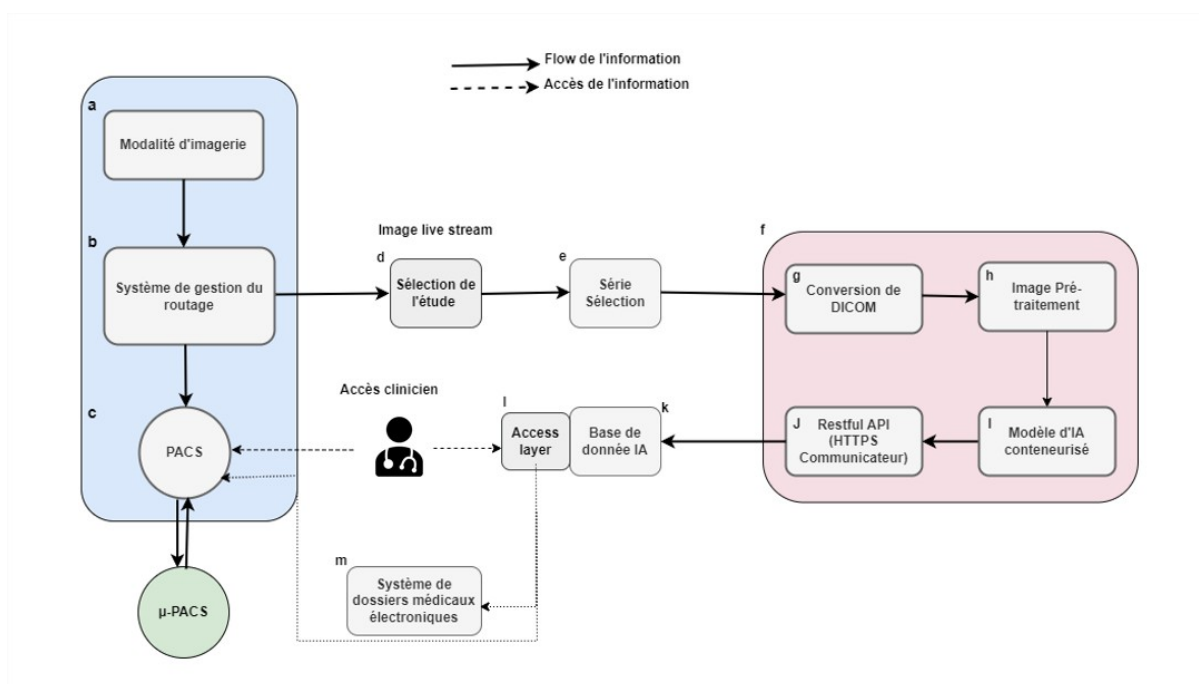 Flow de l'information
Accès de l'information
a
Modalité d'imagerie
b
Système de gestion du
routage
Image live stream
d
Sélection de
l'étude
e
Série
Sélection
f
g
Conversion de
DICOM
h
Image Pré-
traitement
c
PACS
Accès clinicien
l
Access
layer
k
Base de
donnée IA
J
Restful API
(HTTPS
Communicateur)
I
Modèle d'IA
conteneurisé
m
Système de
dossiers médicaux
électroniques
µ-PACS